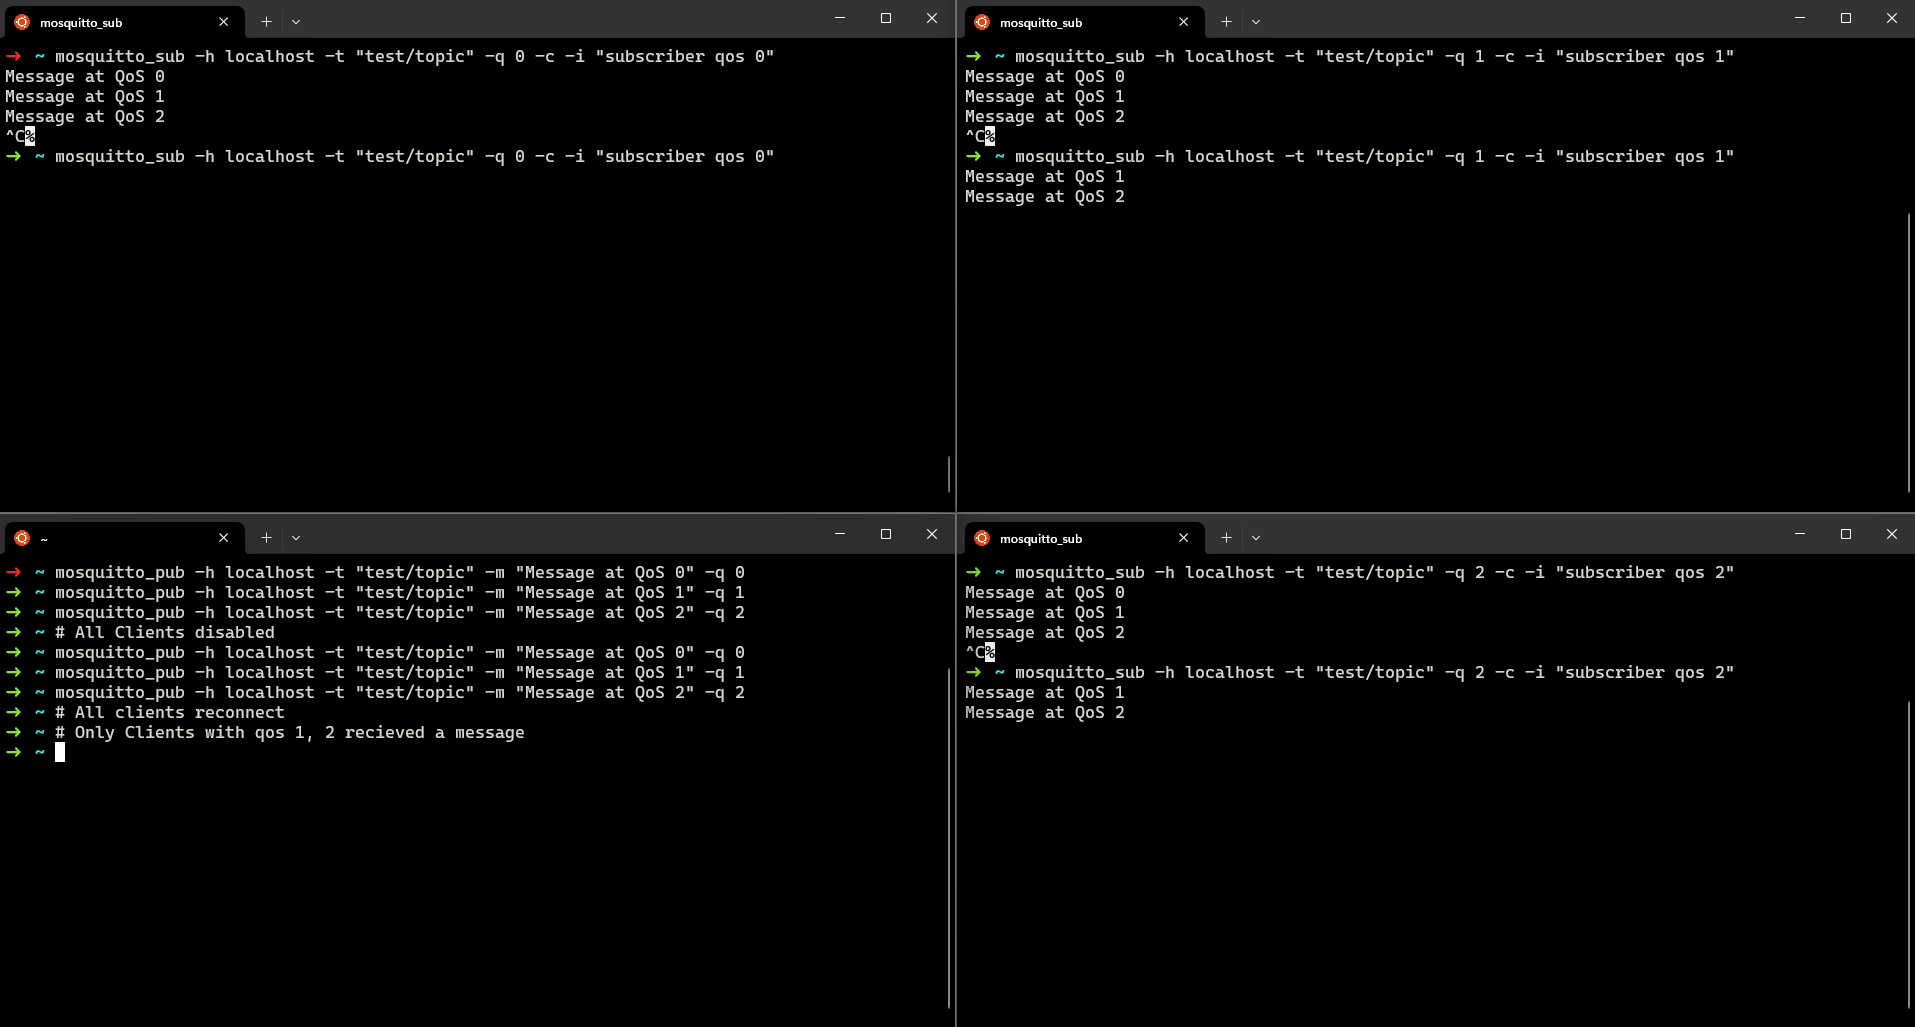 mosquitto_sub
➜ ~ mosquitto_sub -h localhost -t "test/topic" -q 0 -c -i "subscriber qos 0"
Message at QoS 0
Message at QoS 1
Message at QoS 2
^C%
➜ ~ mosquitto_sub -h localhost -t "test/topic" -q 0 -c -i "subscriber qos 0"
mosquitto_sub
➜ ~ mosquitto_sub -h localhost -t "test/topic" -q 1 -c -i "subscriber qos 1"
Message at QoS 0
Message at QoS 1
Message at QoS 2
^C%
➜ ~ mosquitto_sub -h localhost -t "test/topic" -q 1 -c -i "subscriber qos 1"
Message at QoS 1
Message at QoS 2
~
➜ ~ mosquitto_pub -h localhost -t "test/topic" -m "Message at QoS 0" -q 0
➜ ~ mosquitto_pub -h localhost -t "test/topic" -m "Message at QoS 1" -q 1
➜ ~ mosquitto_pub -h localhost -t "test/topic" -m "Message at QoS 2" -q 2
➜ ~ # All Clients disabled
➜ ~ mosquitto_pub -h localhost -t "test/topic" -m "Message at QoS 0" -q 0
➜ ~ mosquitto_pub -h localhost -t "test/topic" -m "Message at QoS 1" -q 1
➜ ~ mosquitto_pub -h localhost -t "test/topic" -m "Message at QoS 2" -q 2
➜ ~ # All clients reconnect
➜ ~ # Only Clients with qos 1, 2 recieved a message
➜ ~
mosquitto_sub
➜ ~ mosquitto_sub -h localhost -t "test/topic" -q 2 -c -i "subscriber qos 2"
Message at QoS 0
Message at QoS 1
Message at QoS 2
^C%
➜ ~ mosquitto_sub -h localhost -t "test/topic" -q 2 -c -i "subscriber qos 2"
Message at QoS 1
Message at QoS 2